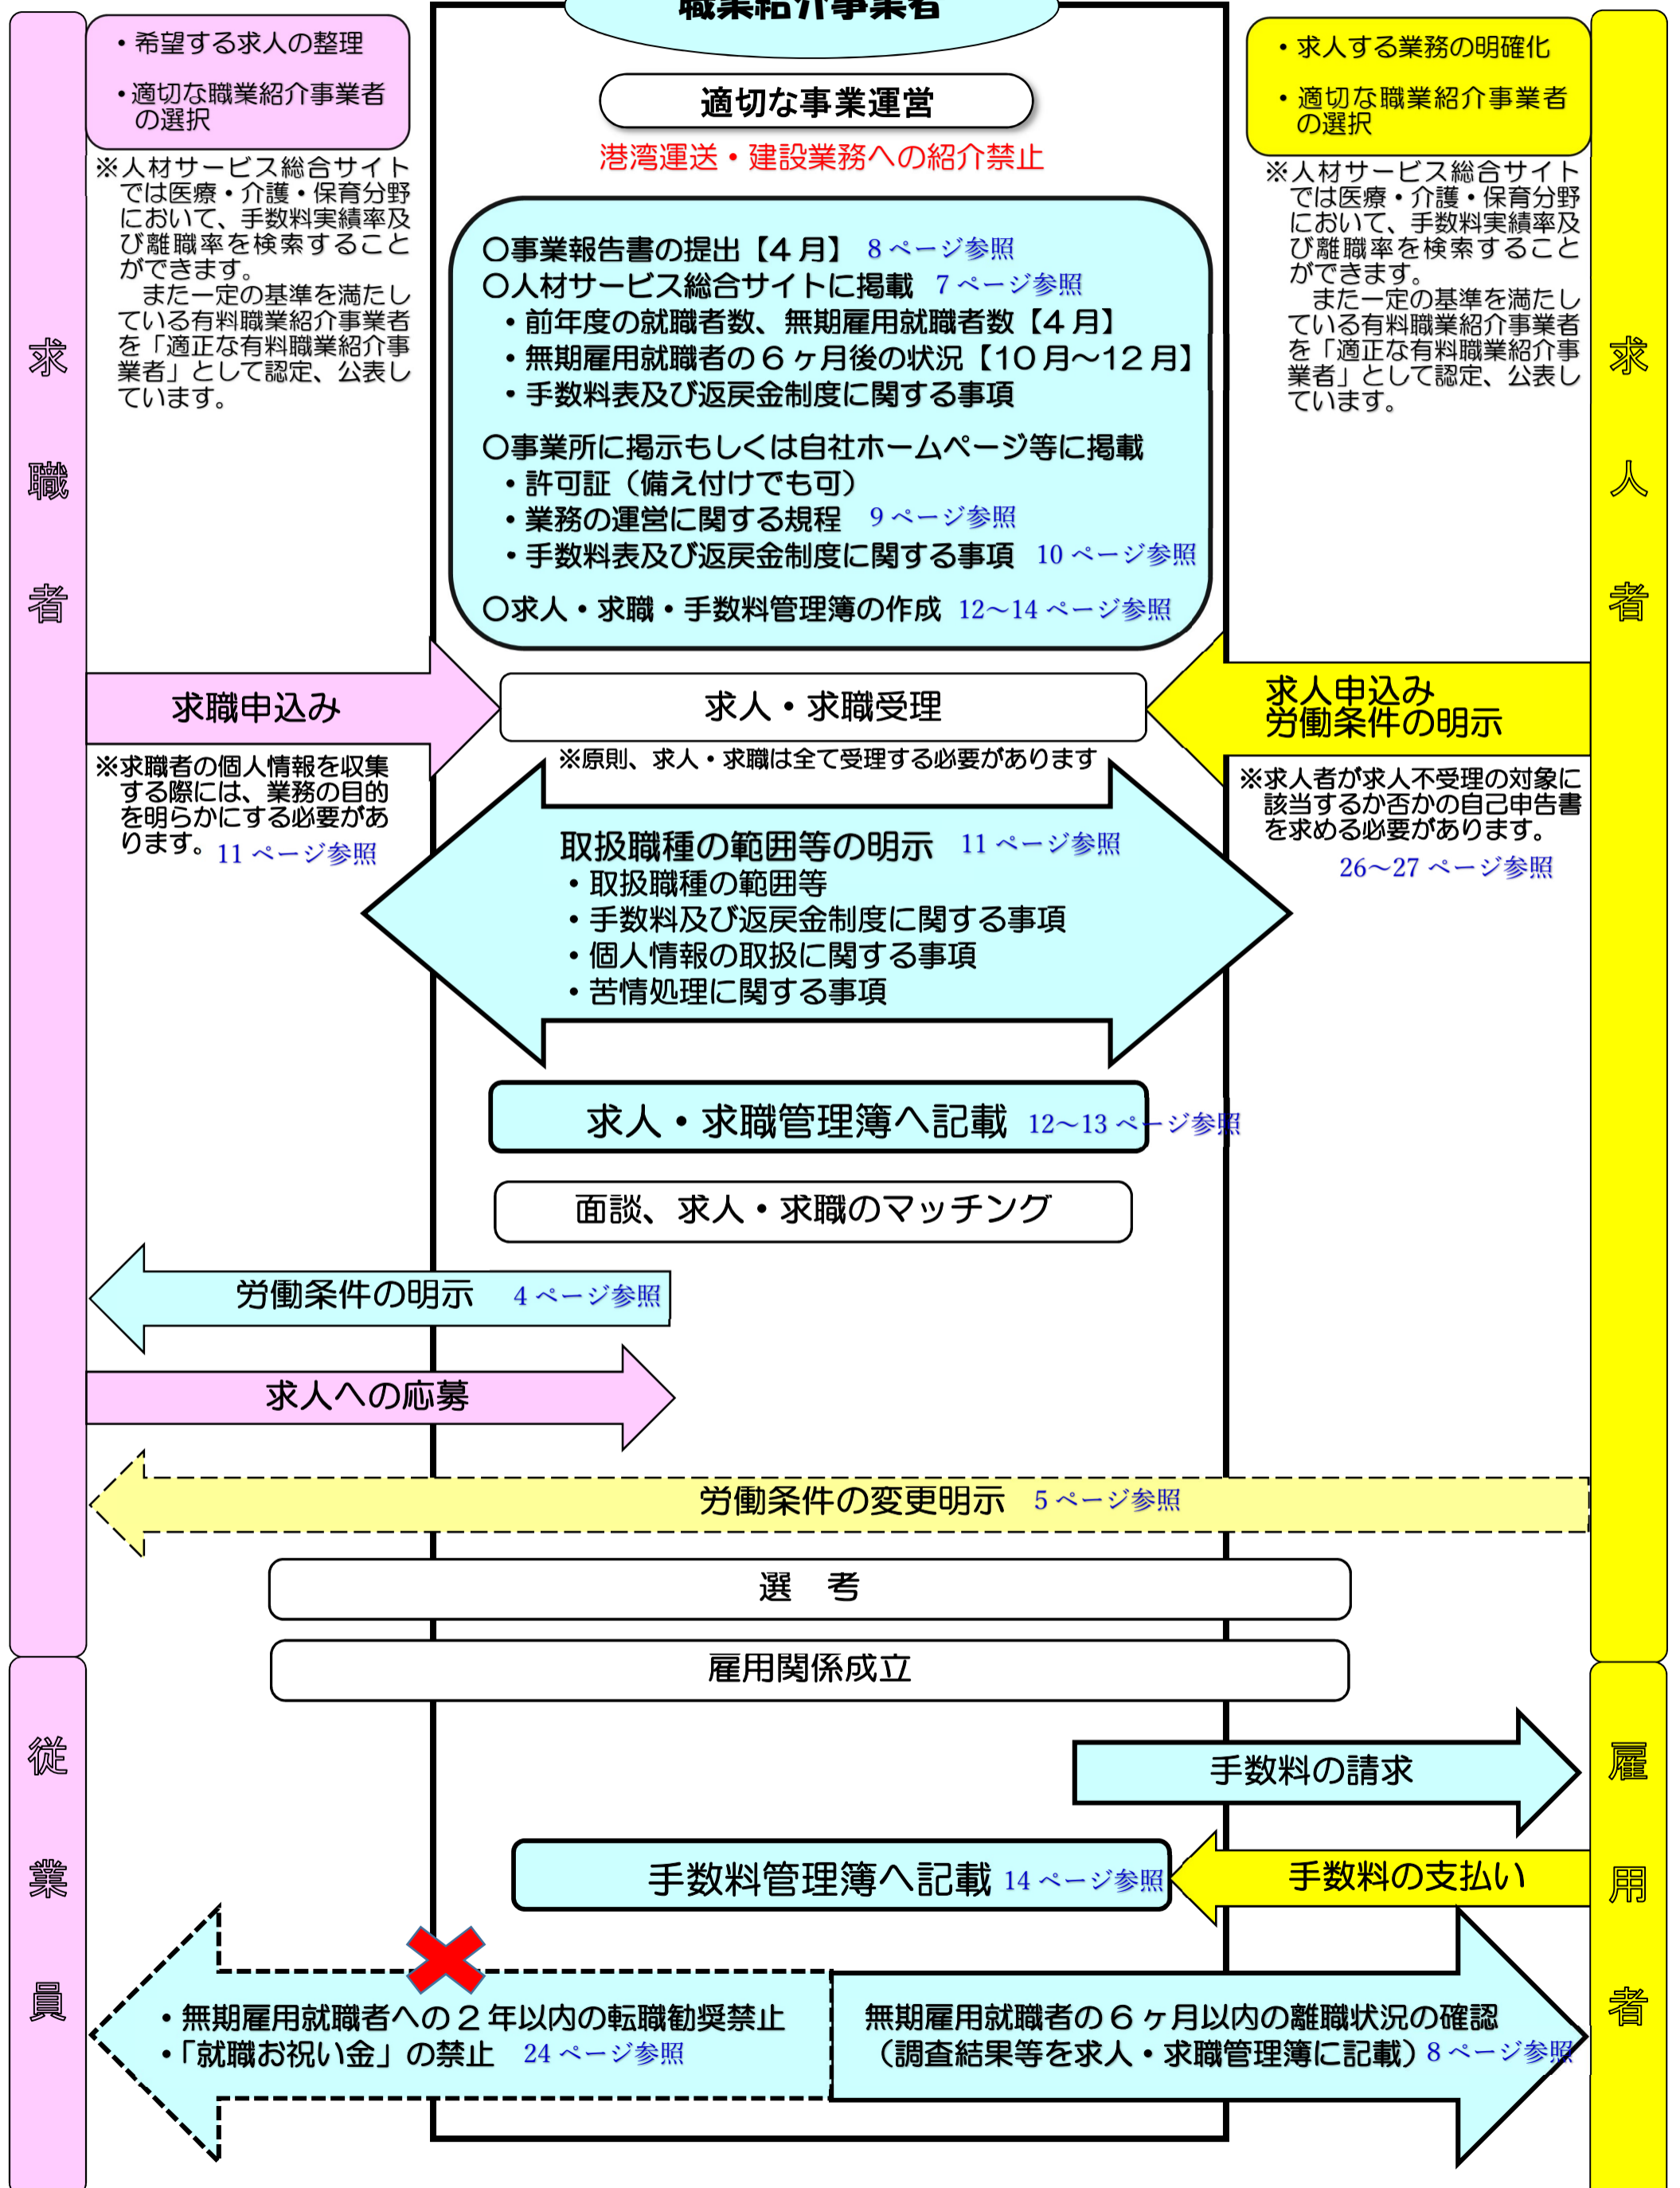 職業紹介事業者
・希望する求人の整理
・適切な職業紹介事業者
の選択
※人材サービス総合サイト
では医療・介護・保育分野
において、手数料実績率及
び離職率を検索すること
ができます。
また一定の基準を満たし
ている有料職業紹介事業者
を「適正な有料職業紹介事
業者」として認定、公表し
ています。
適切な事業運営
港湾運送・建設業務への紹介禁止
・求人する業務の明確化
・適切な職業紹介事業者
の選択
※人材サービス総合サイト
では医療・介護・保育分野
において、手数料実績率及
び離職率を検索すること
ができます。
また一定の基準を満たし
ている有料職業紹介事業者
を「適正な有料職業紹介事
業者」として認定、公表し
ています。
求職者
求人者
〇事業報告書の提出【4月】 8ページ参照
〇人材サービス総合サイトに掲載 7ページ参照
・前年度の就職者数、無期雇用就職者数【4月】
・無期雇用就職者の6ヶ月後の状況【10月～12月】
・手数料表及び返戻金制度に関する事項
〇事業所に掲示もしくは自社ホームページ等に掲載
・許可証（備え付けでも可）
・業務の運営に関する規程 9ページ参照
・手数料表及び返戻金制度に関する事項 10ページ参照
〇求人・求職・手数料管理簿の作成 12～14ページ参照
求職申込み
求人・求職受理
求人申込み
労働条件の明示
※原則、求人・求職は全て受理する必要があります
※求職者の個人情報を収集
する際には、業務の目的
を明らかにする必要があ
ります。 11ページ参照
※求人者が求人不受理の対象に
該当するか否かの自己申告書
を求める必要があります。
26～27ページ参照
取扱職種の範囲等の明示 11ページ参照
・取扱職種の範囲等
・手数料及び返戻金制度に関する事項
・個人情報の取扱に関する事項
・苦情処理に関する事項
求人・求職管理簿へ記載 12～13ページ参照
面談、求人・求職のマッチング
労働条件の明示 4ページ参照
求人への応募
労働条件の変更明示 5ページ参照
選　考
雇用関係成立
従業員
雇用者
手数料の請求
手数料管理簿へ記載 14ページ参照
手数料の支払い
・無期雇用就職者への2年以内の転職勧奨禁止
・「就職お祝い金」の禁止 24ページ参照
無期雇用就職者の6ヶ月以内の離職状況の確認
（調査結果等を求人・求職管理簿に記載） 8ページ参照